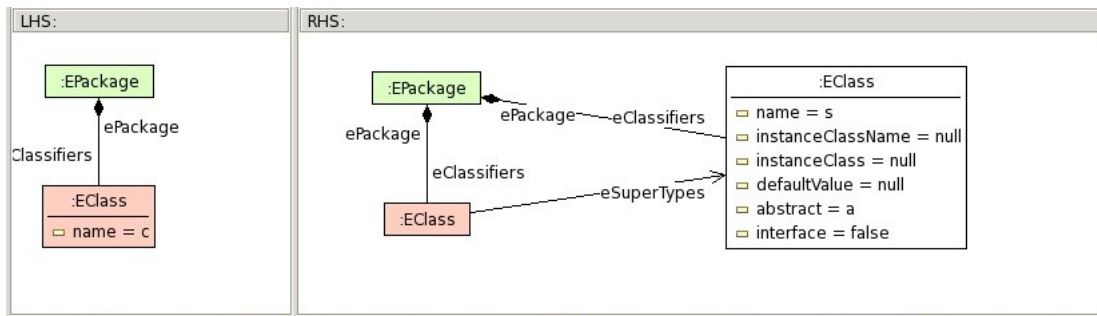 LHS:
:EPackage
ePackage
Classifiers
:EClass
name = c
RHS:
:EPackage
ePackage
eClassifiers
ePackage
eClassifiers
:EClass
eSuperTypes
:EClass
name = s
instanceClassName = null
instanceClass = null
defaultValue = null
abstract = a
interface = false